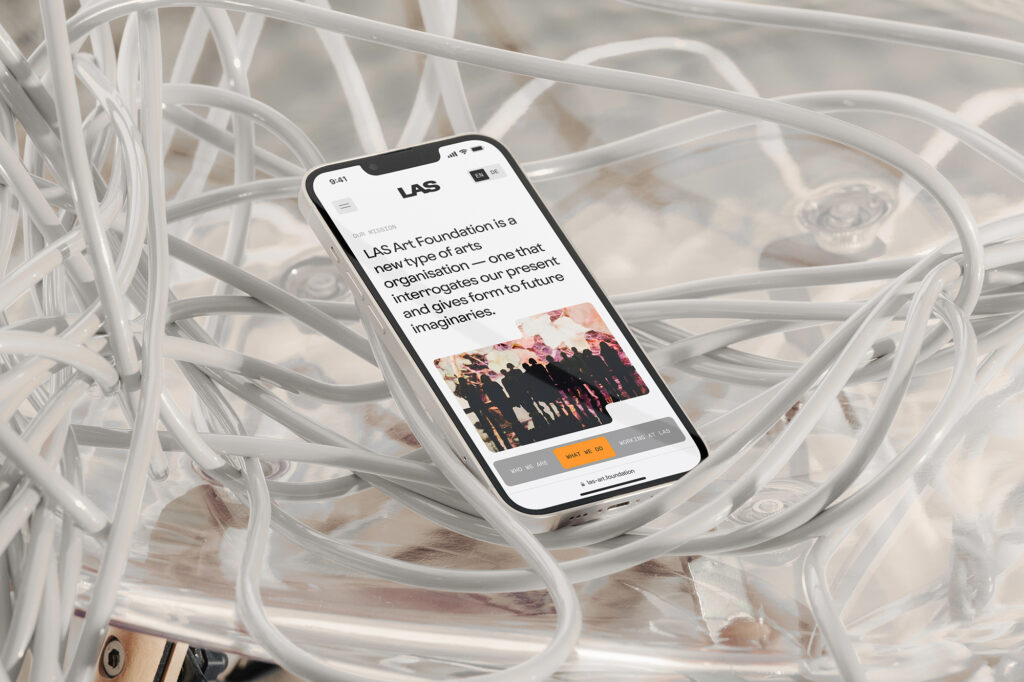 9:41
LAS
EN DE
OUR MISSION
LAS Art Foundation is a
new type of arts
organisation — one that
interrogates our present
and gives form to future
imaginaries.
WHO WE ARE WHAT WE DO WORKING AT LAS
las-art.foundation